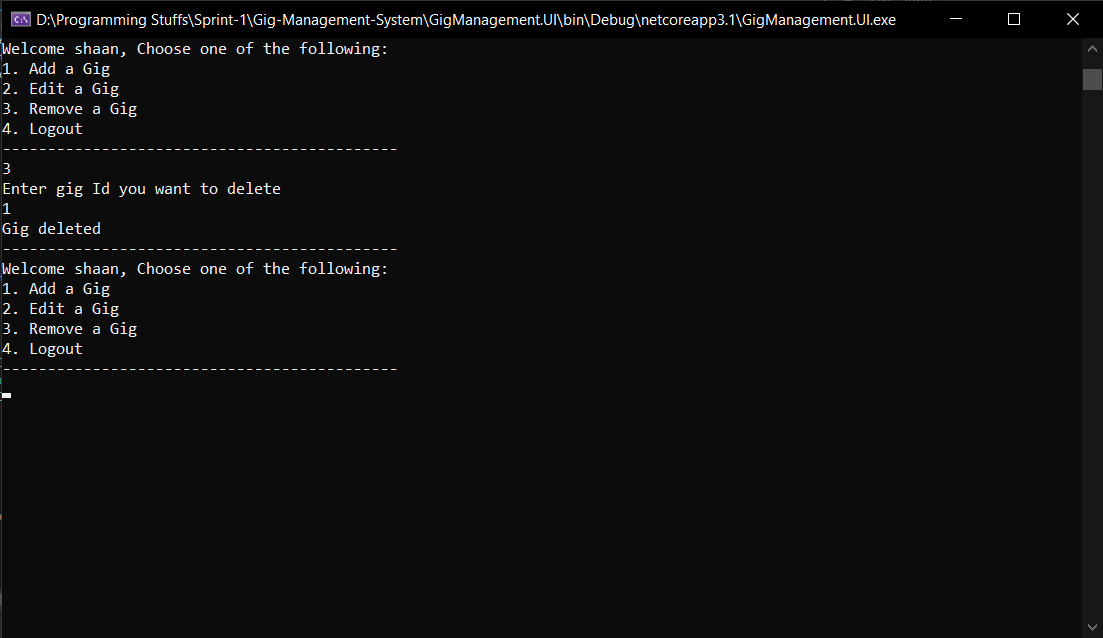 D:\Programming Stuffs\Sprint-1\Gig-Management-System\GigManagement.UI\bin\Debug\netcoreapp3.1\GigManagement.UI.exe
Welcome shaan, Choose one of the following:
1. Add a Gig
2. Edit a Gig
3. Remove a Gig
4. Logout
--------------------------------------------
3
Enter gig Id you want to delete
1
Gig deleted
--------------------------------------------
Welcome shaan, Choose one of the following:
1. Add a Gig
2. Edit a Gig
3. Remove a Gig
4. Logout
--------------------------------------------